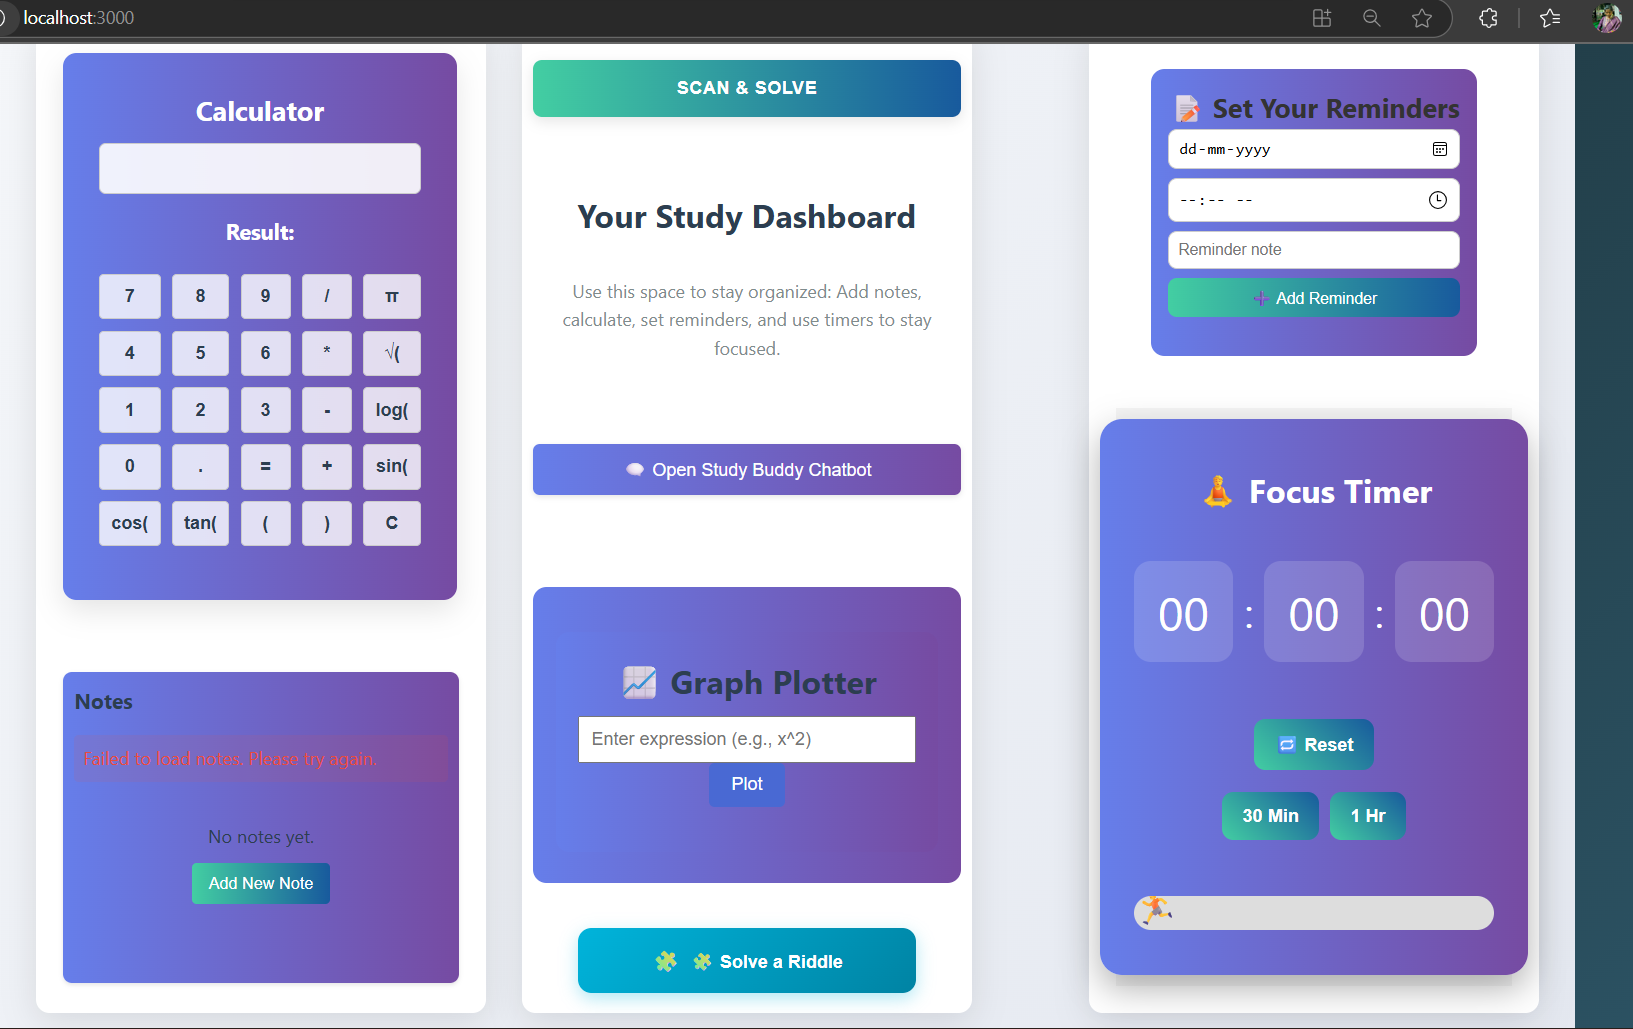 localhost:3000
Calculator
Result:
7 8 9 / π
4 5 6 * √(
1 2 3 - log(
0 . = + sin(
cos( tan( ( ) C
Notes
Failed to load notes. Please try again.
No notes yet.
Add New Note
SCAN & SOLVE
Your Study Dashboard
Use this space to stay organized: Add notes,
calculate, set reminders, and use timers to stay
focused.
Open Study Buddy Chatbot
Graph Plotter
Enter expression (e.g., x^2)
Plot
Solve a Riddle
Set Your Reminders
dd-mm-yyyy
--:-- --
Reminder note
Add Reminder
Focus Timer
00 : 00 : 00
Reset
30 Min 1 Hr